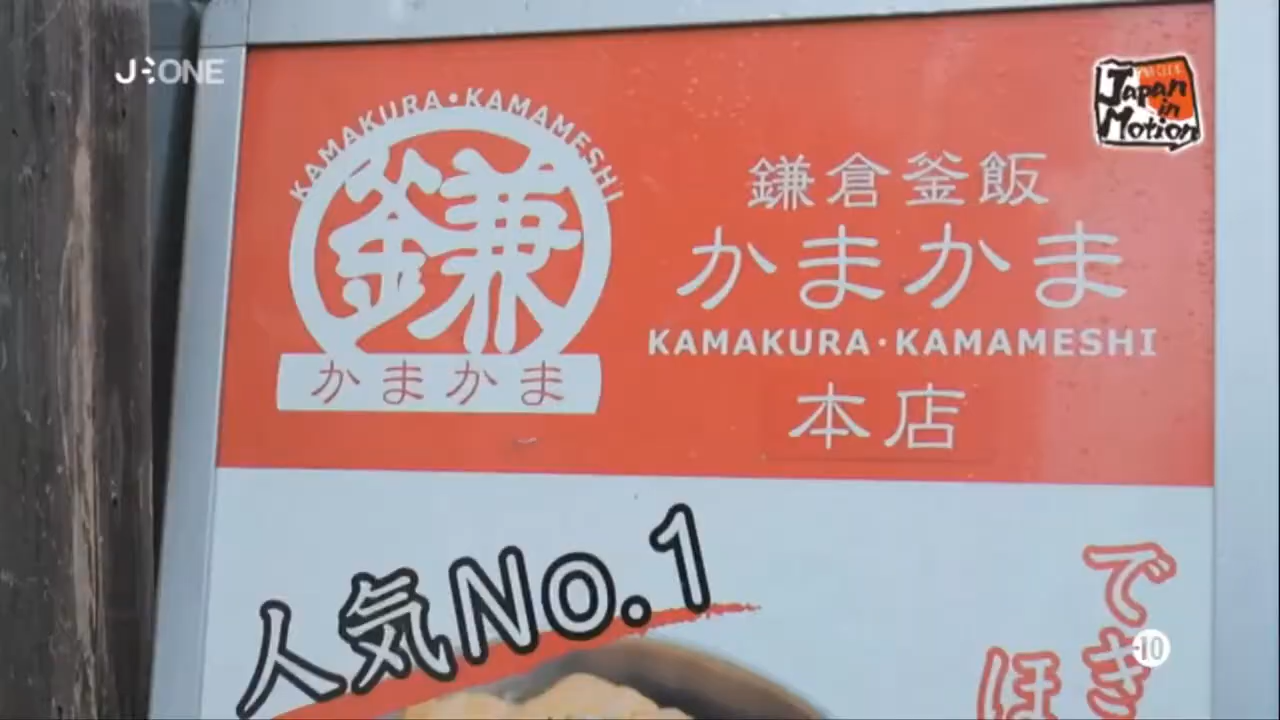 J:ONE
Japan
in
Motion
KAMAKURA・KAMAMESHI
鎌
かまかま
鎌倉釜飯
かまかま
KAMAKURA・KAMAMESHI
本店
人気No.1
でき
ほ
-10